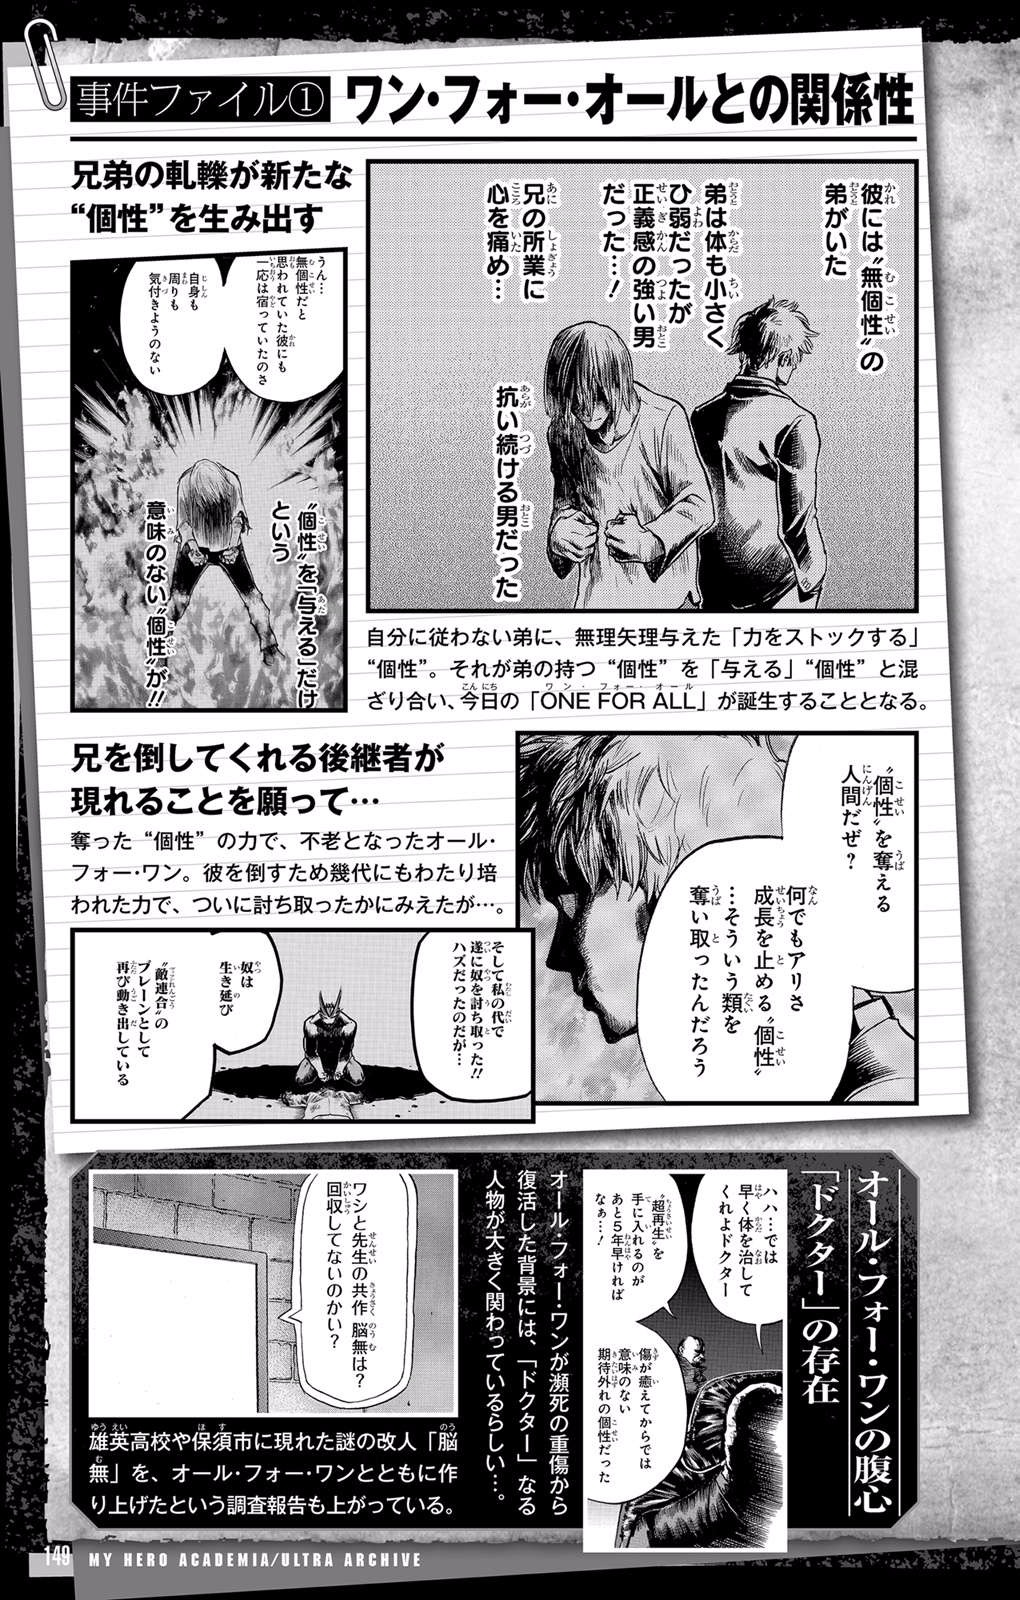 事件ファイル① ワン・フォー・オールとの関係性
兄弟の軋轢が新たな
“個性”を生み出す
彼には〝無個性〟の
弟がいた
弟は体も小さく
ひ弱だったが
正義感の強い男
だった…!
兄の所業に
心を痛め…
抗い続ける男だった
うん…
無個性だと
思われていた彼にも
一応は宿っていたのさ
自身も
周りも
気付きようのない
〝個性〟を「与える」だけ
という
意味のない〝個性〟が!!
自分に従わない弟に、無理矢理与えた「力をストックする」
“個性”。それが弟の持つ“個性”を「与える」“個性”と混
ざり合い、今日の「ONE FOR ALL」が誕生することとなる。
兄を倒してくれる後継者が
現れることを願って…
奪った“個性”の力で、不老となったオール・
フォー・ワン。彼を倒すため幾代にもわたり培
われた力で、ついに討ち取ったかにみえたが…。
〝個性〟を奪える
人間だぜ?
何でもアリさ
成長を止める〝個性〟
…そういう類を
奪い取ったんだろう
そして私の代で
遂に奴を討ち取った!!
ハズだったのだが…
奴は
生き延び
〝敵連合〟の
ブレーンとして
再び動き出している
オール・フォー・ワンの腹心
「ドクター」の存在
ハハ…では
早く体を治して
くれよドクター
〝超再生〟を
手に入れるのが
あと5年早ければ
なぁ…!
傷が癒えてからでは
意味のない
期待外れの個性だった
オール・フォー・ワンが瀕死の重傷から
復活した背景には、「ドクター」なる
人物が大きく関わっているらしい…。
ワシと先生の共作 脳無は?
回収してないのかい?
雄英高校や保須市に現れた謎の改人「脳
無」を、オール・フォー・ワンとともに作
り上げたという調査報告も上がっている。
149 MY HERO ACADEMIA/ULTRA ARCHIVE